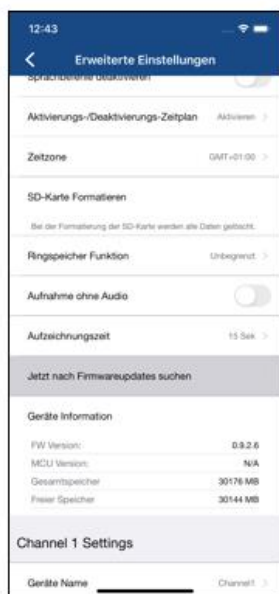 12:43
Erweiterte Einstellungen
Sprachbefehle deaktivieren
Aktivierungs-/Deaktivierungs-Zeitplan Aktivieren
Zeitzone GMT+01:00
SD-Karte Formatieren
Bei der Formatierung der SD-Karte werden alle Daten gelöscht.
Ringspeicher Funktion Unbegrenzt
Aufnahme ohne Audio
Aufzeichnungszeit 15 Sek
Jetzt nach Firmwareupdates suchen
Geräte Information
FW Version: 0.9.2.6
MCU Version: N/A
Gesamtspeicher 30176 MB
Freier Speicher 30144 MB
Channel 1 Settings
Geräte Name Channel1